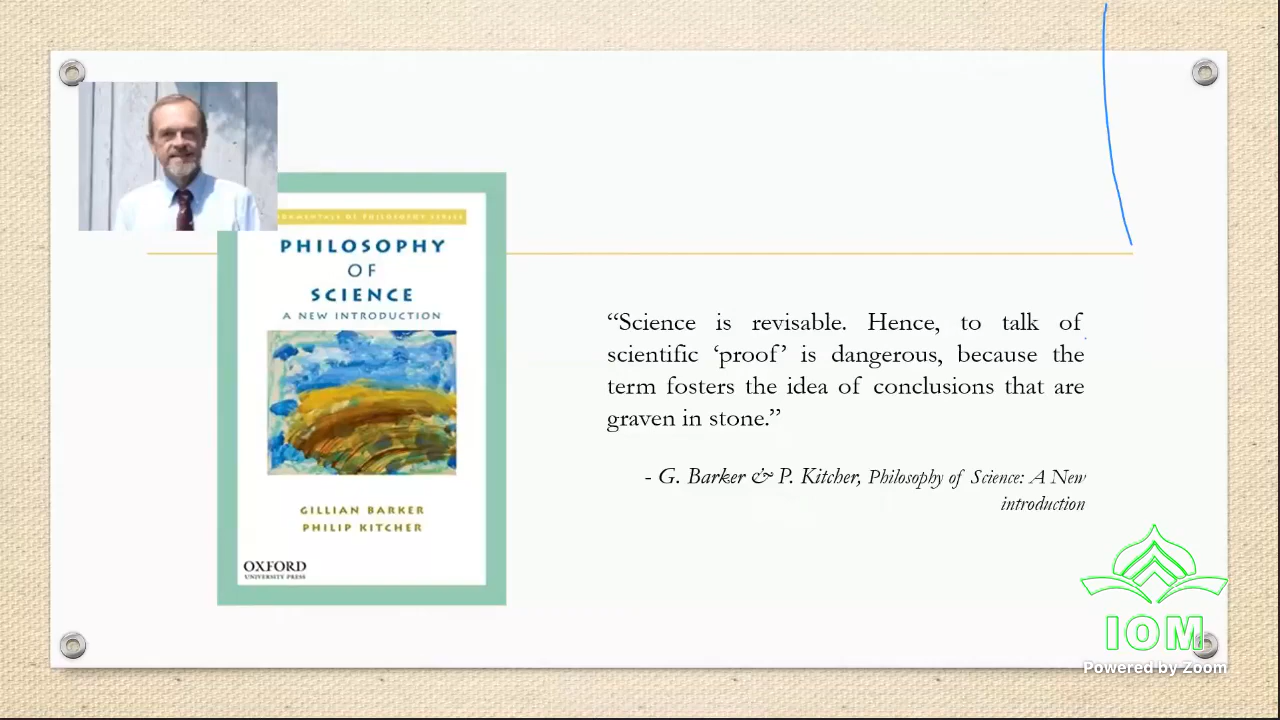 FUNDAMENTALS OF PHILOSOPHY SERIES
PHILOSOPHY
OF
SCIENCE
A NEW INTRODUCTION
GILLIAN BARKER
PHILIP KITCHER
OXFORD
UNIVERSITY PRESS
“Science is revisable. Hence, to talk of
scientific ‘proof’ is dangerous, because the
term fosters the idea of conclusions that are
graven in stone.”
- G. Barker & P. Kitcher, Philosophy of Science: A New
introduction
IOM
Powered by Zoom